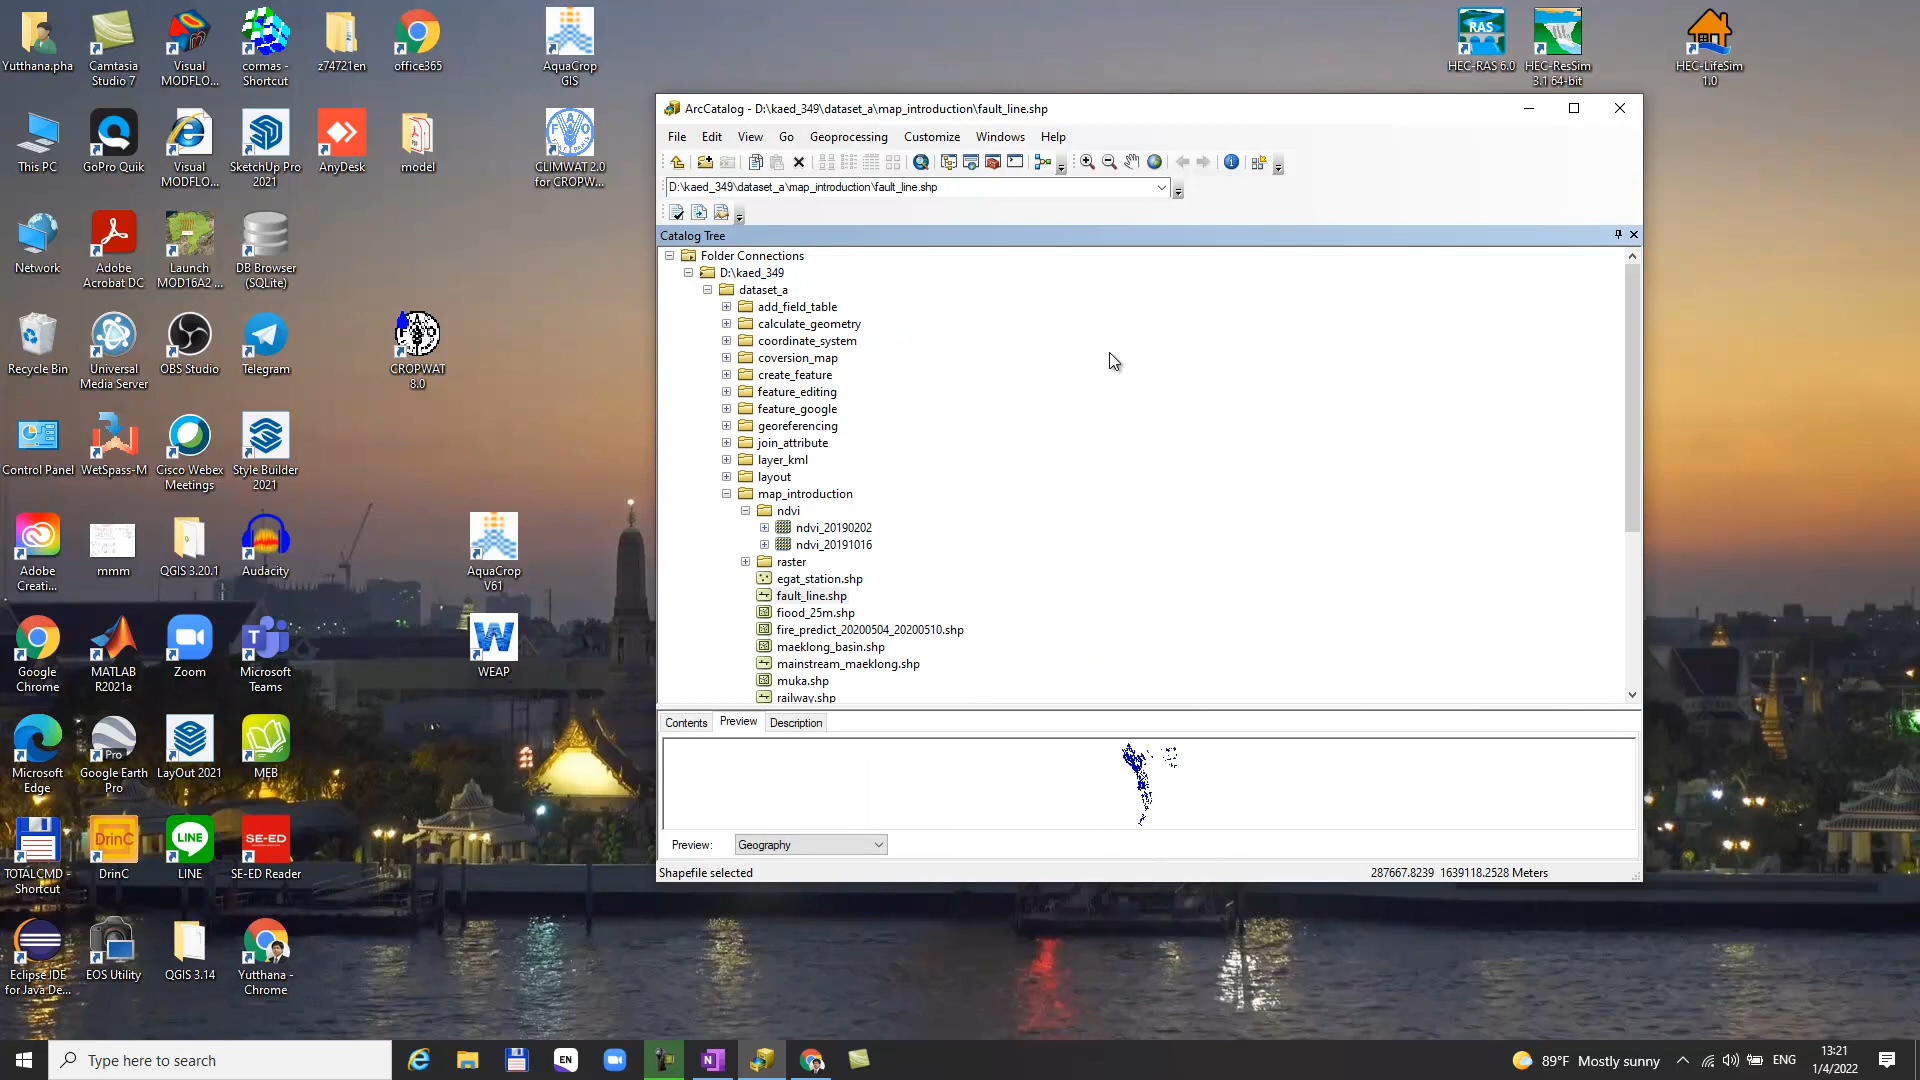 Yutthana.pha
Camtasia
Studio 7
Visual
MODFLO...
cormas -
Shortcut
z74721en
office365
AquaCrop
GIS
HEC-RAS 6.0
HEC-ResSim
3.1 64-bit
HEC-LifeSim
1.0
This PC
GoPro Quik
Visual
MODFLO...
SketchUp Pro
2021
AnyDesk
model
CLIMWAT 2.0
for CROPW...
Network
Adobe
Acrobat DC
Launch
MOD16A2 ...
DB Browser
(SQLite)
Recycle Bin
Universal
Media Server
OBS Studio
Telegram
CROPWAT
8.0
Control Panel
WetSpass-M
Cisco Webex
Meetings
Style Builder
2021
Adobe
Creati...
mmm
QGIS 3.20.1
Audacity
AquaCrop
V61
Google
Chrome
MATLAB
R2021a
Zoom
Microsoft
Teams
WEAP
Microsoft
Edge
Google Earth
Pro
LayOut 2021
MEB
TOTALCMD -
Shortcut
DrinC
LINE
SE-ED Reader
Eclipse IDE
for Java De...
EOS Utility
QGIS 3.14
Yutthana -
Chrome
ArcCatalog - D:\kaed_349\dataset_a\map_introduction\fault_line.shp
File Edit View Go Geoprocessing Customize Windows Help
D:\kaed_349\dataset_a\map_introduction\fault_line.shp
Catalog Tree
Folder Connections
D:\kaed_349
dataset_a
add_field_table
calculate_geometry
coordinate_system
coversion_map
create_feature
feature_editing
feature_google
georeferencing
join_attribute
layer_kml
layout
map_introduction
ndvi
ndvi_20190202
ndvi_20191016
raster
egat_station.shp
fault_line.shp
fiood_25m.shp
fire_predict_20200504_20200510.shp
maeklong_basin.shp
mainstream_maeklong.shp
muka.shp
railway.shp
Contents Preview Description
Preview: Geography
Shapefile selected 287667.8239 1639118.2528 Meters
Type here to search
EN
89°F Mostly sunny
ENG
13:21
1/4/2022